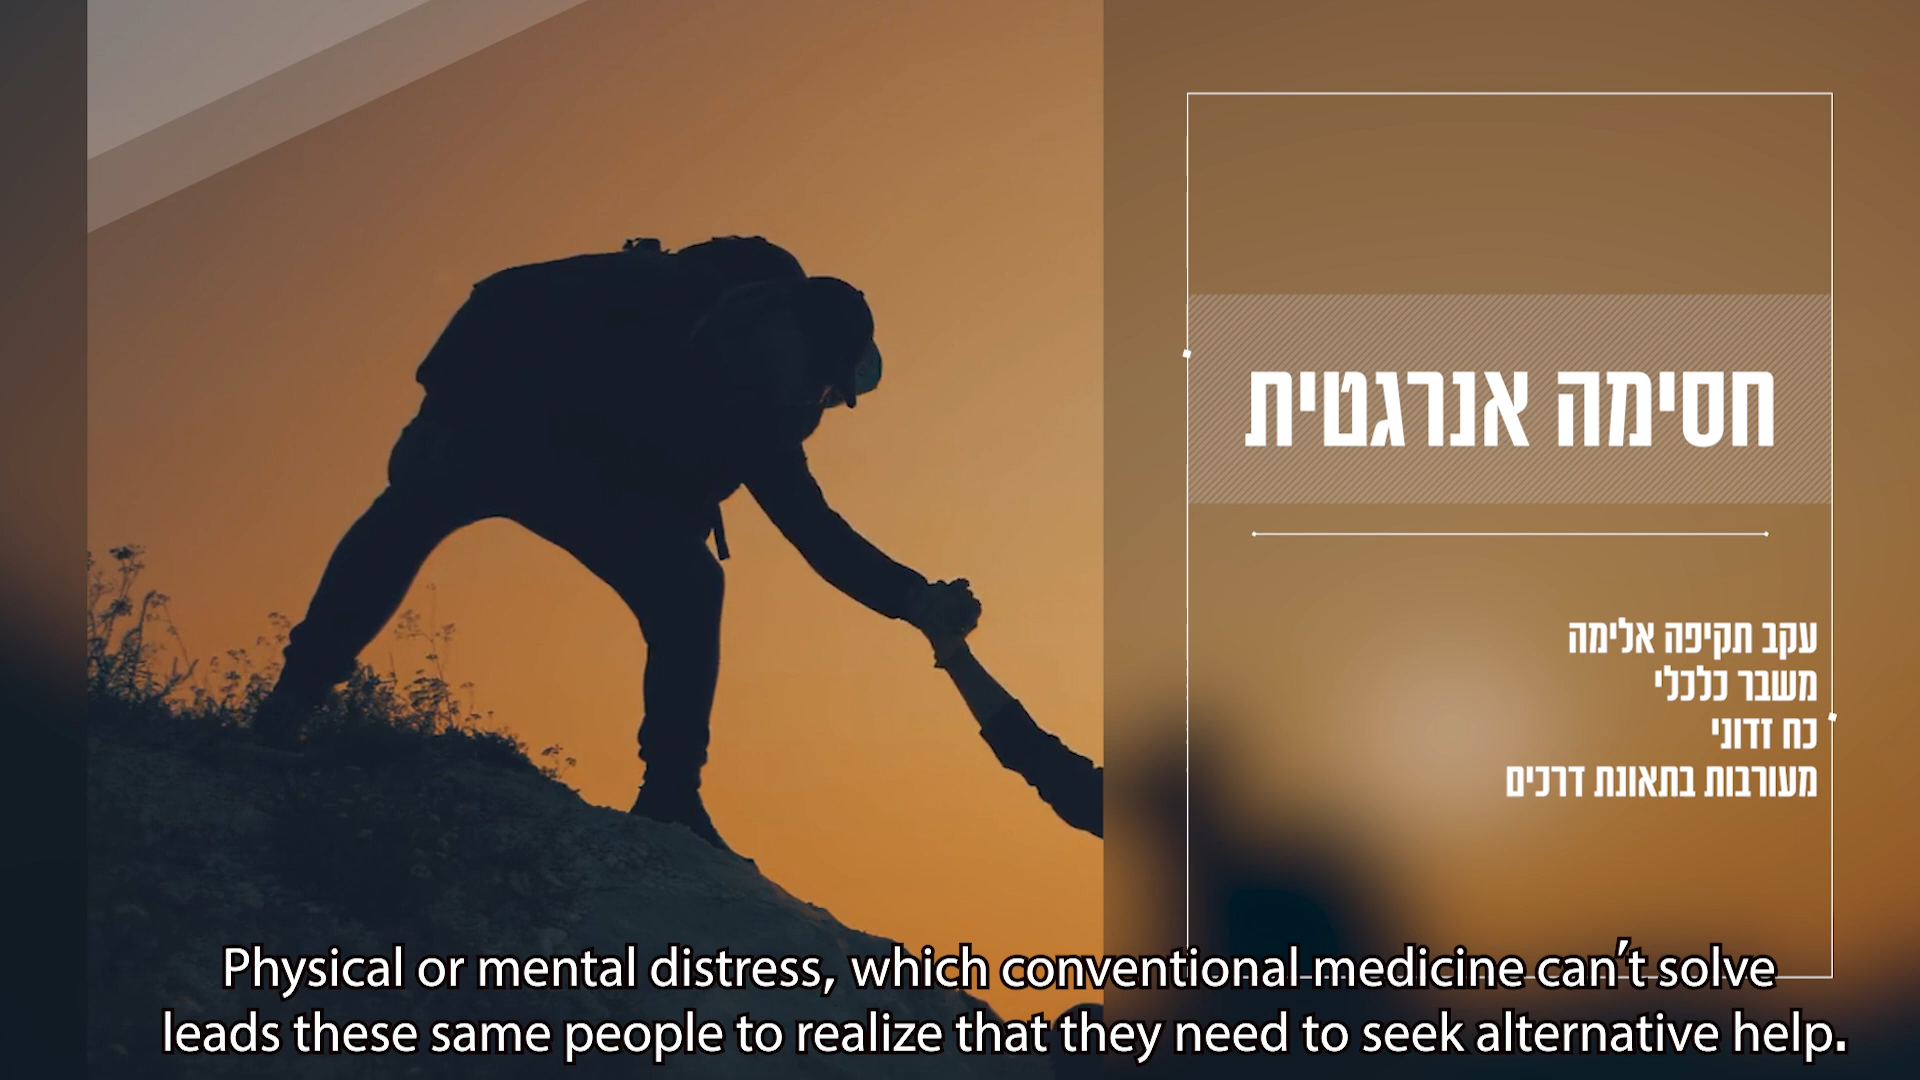 חסימה אנרגטית
עקב תקיפה אלימה
משבר כלכלי
כח זדוני
מעורבות בתאונת דרכים
Physical or mental distress, which conventional medicine can't solve
leads these same people to realize that they need to seek alternative help.